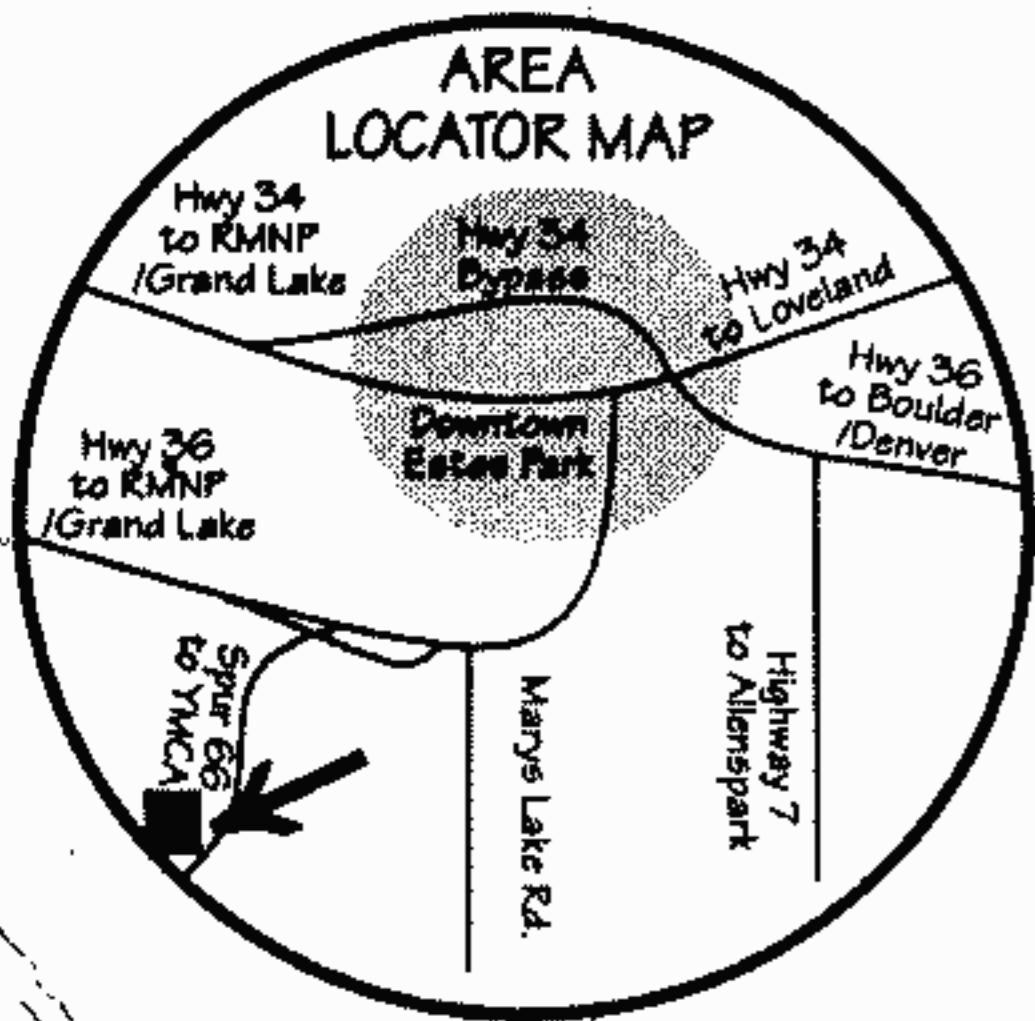 AREA
LOCATOR MAP
Hwy 34
to RMNP
/Grand Lake
Hwy 34
Bypass
Hwy 34
to Loveland
Hwy 36
to Boulder
/Denver
Downtown
Estes Park
Hwy 36
to RMNP
/Grand Lake
Spur 66
to YMCA
Marys Lake Rd.
Highway 7
to Allenspark